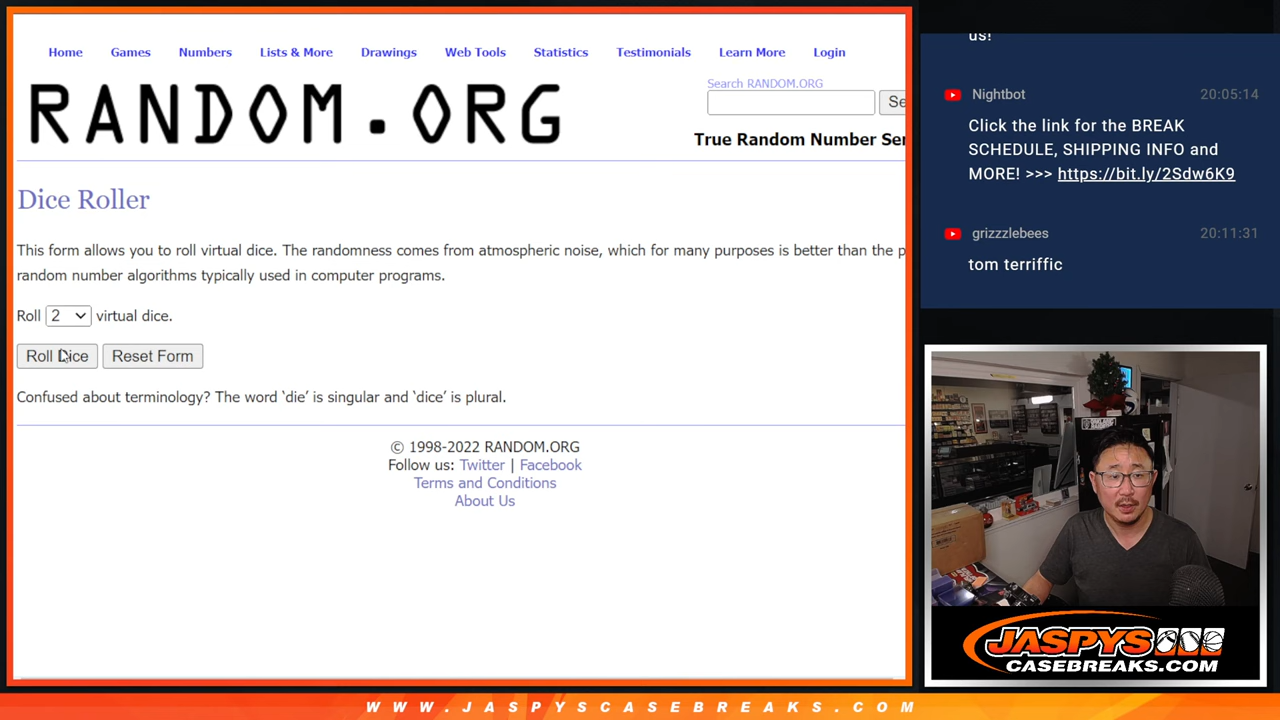 Home Games Numbers Lists & More Drawings Web Tools Statistics Testimonials Learn More Login
RANDOM.ORG
Search RANDOM.ORG
Se
True Random Number Ser
Dice Roller
This form allows you to roll virtual dice. The randomness comes from atmospheric noise, which for many purposes is better than the p
random number algorithms typically used in computer programs.
Roll 2 virtual dice.
Roll Dice Reset Form
Confused about terminology? The word ‘die’ is singular and ‘dice’ is plural.
© 1998-2022 RANDOM.ORG
Follow us: Twitter | Facebook
Terms and Conditions
About Us
us!
Nightbot 20:05:14
Click the link for the BREAK
SCHEDULE, SHIPPING INFO and
MORE! >>> https://bit.ly/2Sdw6K9
grizzzlebees 20:11:31
tom terriffic
JASPYS
CASEBREAKS.COM
WWW.JASPYSCASEBREAKS.COM